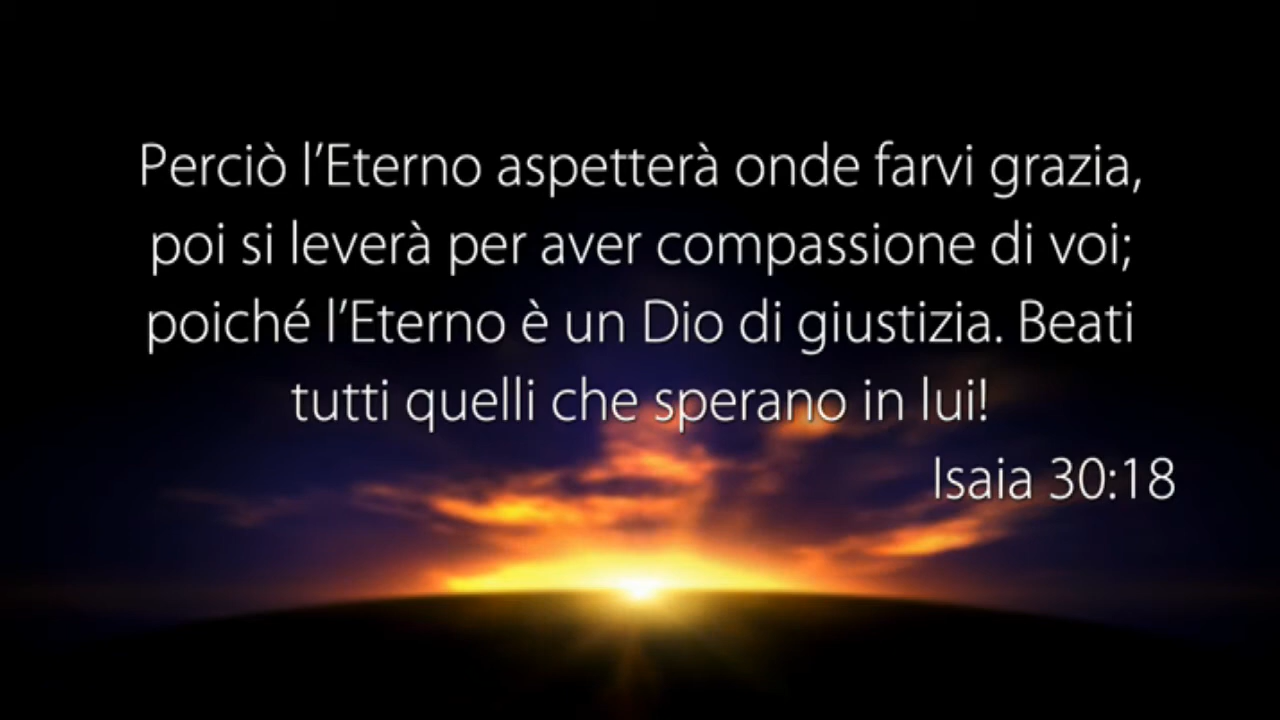 Perciò l’Eterno aspetterà onde farvi grazia,
poi si leverà per aver compassione di voi;
poiché l’Eterno è un Dio di giustizia. Beati
tutti quelli che sperano in lui!
Isaia 30:18